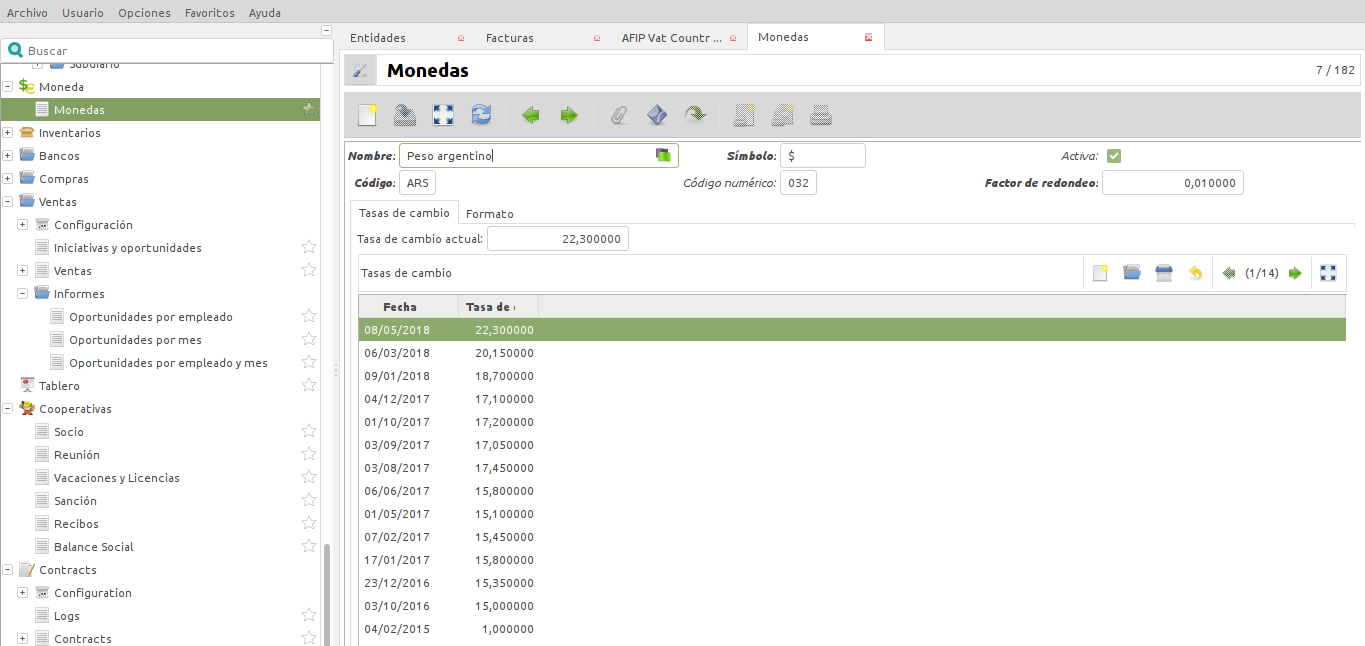 Archivo Usuario Opciones Favoritos Ayuda
Buscar
Subdiario
Moneda
Monedas
Inventarios
Bancos
Compras
Ventas
Configuración
Iniciativas y oportunidades
Ventas
Informes
Oportunidades por empleado
Oportunidades por mes
Oportunidades por empleado y mes
Tablero
Cooperativas
Socio
Reunión
Vacaciones y Licencias
Sanción
Recibos
Balance Social
Contracts
Configuration
Logs
Contracts
Entidades Facturas AFIP Vat Countr ... Monedas
Monedas 7 / 182
Nombre: Peso argentino Símbolo: $ Activa:
Código: ARS Código numérico: 032 Factor de redondeo: 0,010000
Tasas de cambio Formato
Tasa de cambio actual: 22,300000
Tasas de cambio (1/14)
Fecha Tasa de
08/05/2018 22,300000
06/03/2018 20,150000
09/01/2018 18,700000
04/12/2017 17,100000
01/10/2017 17,200000
03/09/2017 17,050000
03/08/2017 17,450000
06/06/2017 15,800000
01/05/2017 15,100000
07/02/2017 15,450000
17/01/2017 15,800000
23/12/2016 15,350000
03/10/2016 15,000000
04/02/2015 1,000000